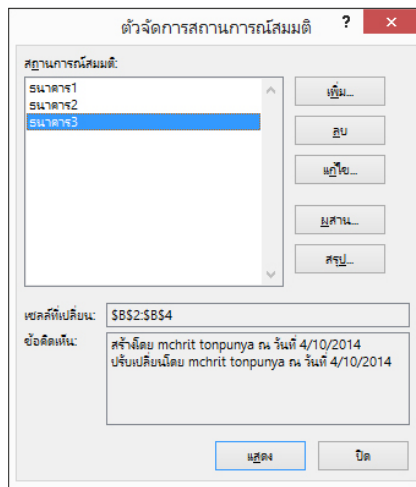 ตัวจัดการสถานการณ์สมมติ ? ×
สถานการณ์สมมติ:
ธนาคาร1
ธนาคาร2
ธนาคาร3
เพิ่ม...
ลบ
แก้ไข...
ผสาน...
สรุป...
เซลล์ที่เปลี่ยน: $B$2:$B$4
ข้อคิดเห็น: สร้างโดย mchrit tonpunya ณ วันที่ 4/10/2014
ปรับเปลี่ยนโดย mchrit tonpunya ณ วันที่ 4/10/2014
แสดง ปิด